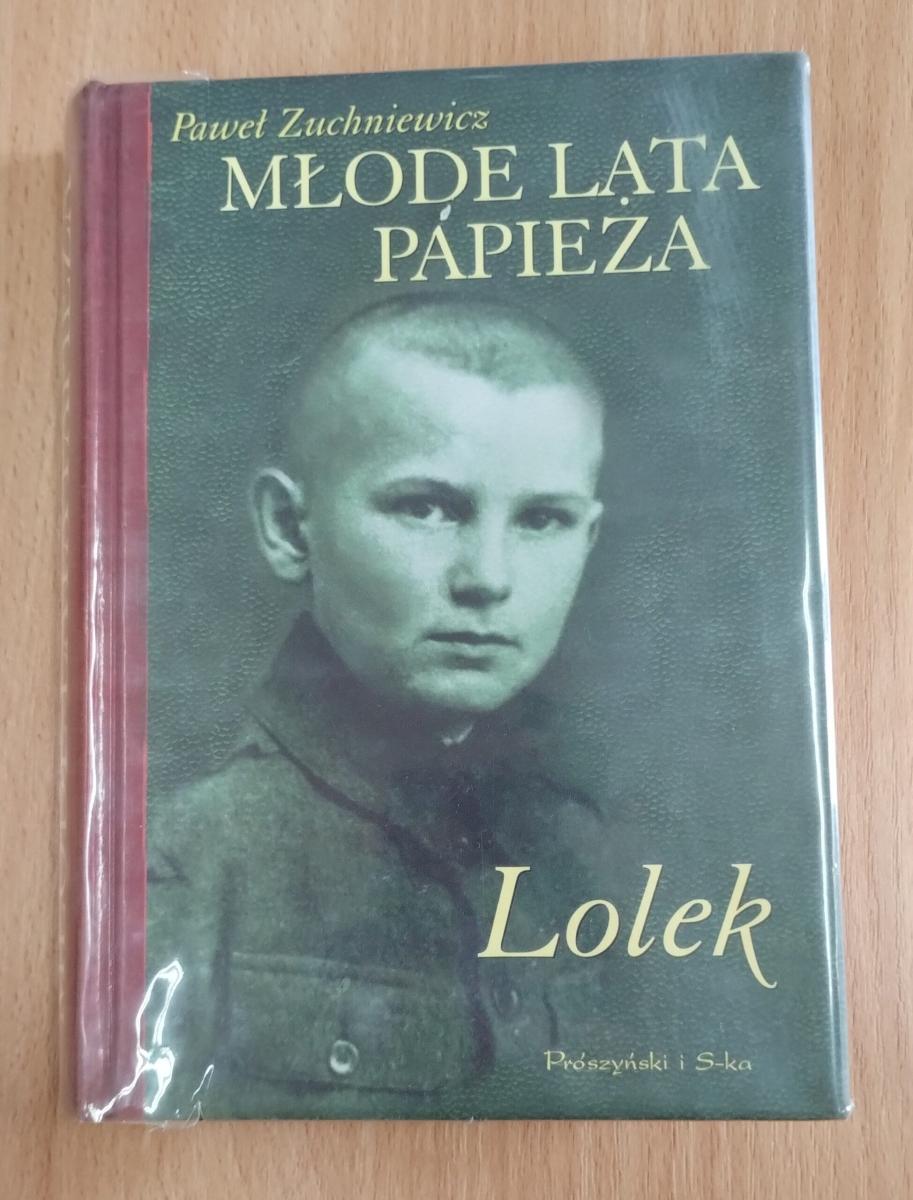 Paweł Zuchniewicz
MŁODE LATA
PAPIEŻA
Lolek
Prószyński i S-ka